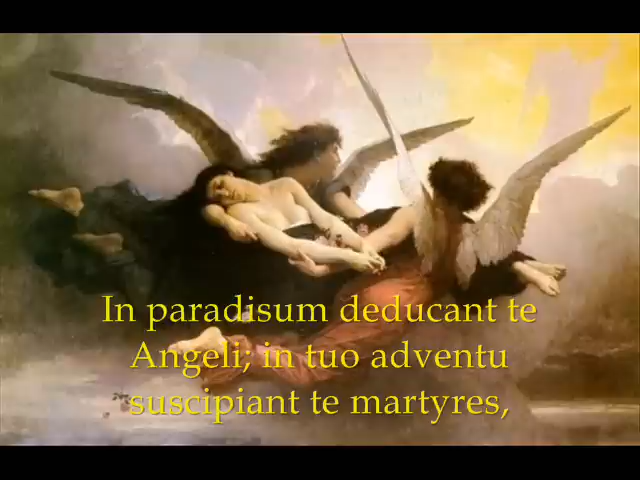 In paradisum deducant te
Angeli; in tuo adventu
suscipiant te martyres,